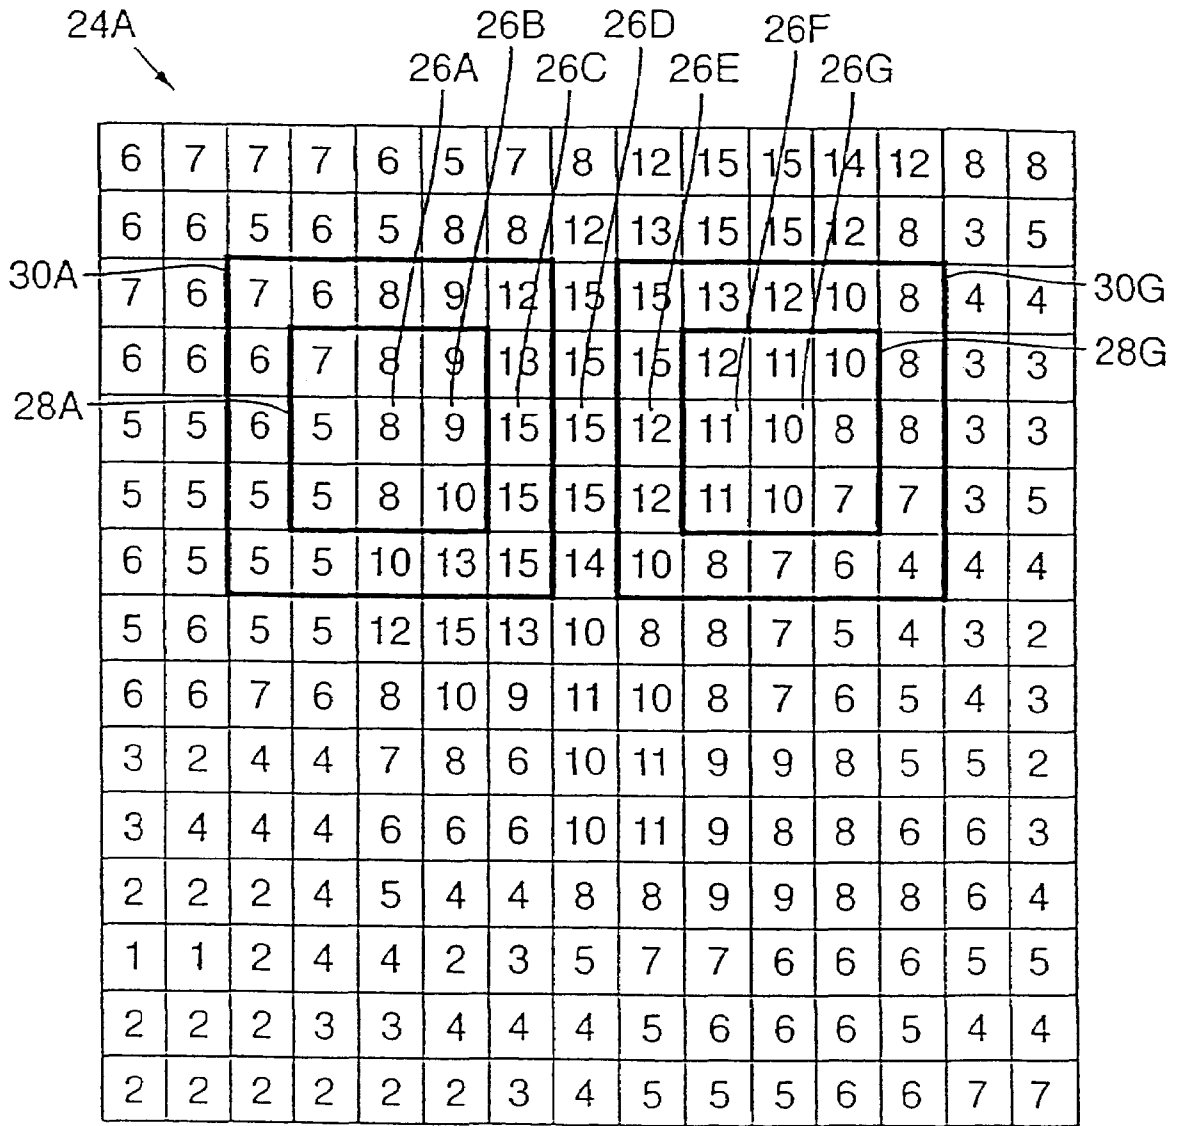 24A 26B 26D 26F
26A 26C 26E 26G
6 7 7 7 6 5 7 8 12 15 15 14 12 8 8
6 6 5 6 5 8 8 12 13 15 15 12 8 3 5
30A 7 6 7 6 8 9 12 15 15 13 12 10 8 4 4 30G
6 6 6 7 8 9 13 15 15 12 11 10 8 3 3 28G
28A 5 5 6 5 8 9 15 15 12 11 10 8 8 3 3
5 5 5 5 8 10 15 15 12 11 10 7 7 3 5
6 5 5 5 10 13 15 14 10 8 7 6 4 4 4
5 6 5 5 12 15 13 10 8 8 7 5 4 3 2
6 6 7 6 8 10 9 11 10 8 7 6 5 4 3
3 2 4 4 7 8 6 10 11 9 9 8 5 5 2
3 4 4 4 6 6 6 10 11 9 8 8 6 6 3
2 2 2 4 5 4 4 8 8 9 9 8 8 6 4
1 1 2 4 4 2 3 5 7 7 6 6 6 5 5
2 2 2 3 3 4 4 4 5 6 6 6 5 4 4
2 2 2 2 2 2 3 4 5 5 5 6 6 7 7